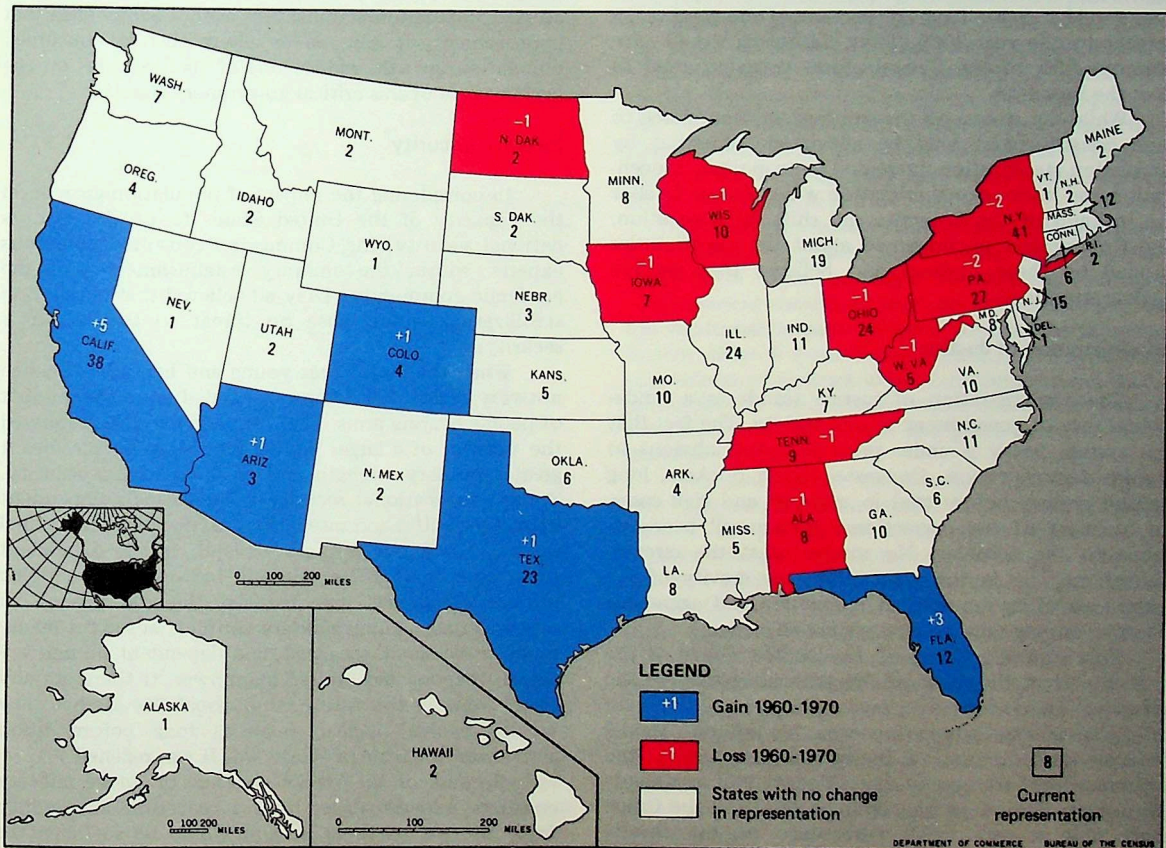 WASH.
7
OREG.
4
IDAHO
2
MONT.
2
-1
N. DAK.
2
MINN.
8
-1
WIS.
10
MICH.
19
-2
N.Y.
41
VT.
1
N.H.
2
MAINE
2
MASS.
12
CONN.
6
R.I.
2
WYO.
1
S. DAK.
2
-1
IOWA
7
NEBR.
3
-1
OHIO
24
-2
PA.
27
N.J.
15
MD.
8
DEL.
1
+5
CALIF.
38
NEV.
1
UTAH
2
+1
COLO.
4
KANS.
5
MO.
10
ILL.
24
IND.
11
-1
W. VA.
5
VA.
10
KY.
7
N.C.
11
+1
ARIZ
3
N. MEX
2
OKLA.
6
ARK.
4
TENN. -1
9
S.C.
6
+1
TEX.
23
LA.
8
MISS.
5
-1
ALA.
8
GA.
10
+3
FLA.
12
0 100 200 MILES
ALASKA
1
0 100 200 MILES
HAWAII
2
0 100 200 MILES
LEGEND
+1 Gain 1960-1970
-1 Loss 1960-1970
States with no change
in representation
8
Current
representation
DEPARTMENT OF COMMERCE BUREAU OF THE CENSUS